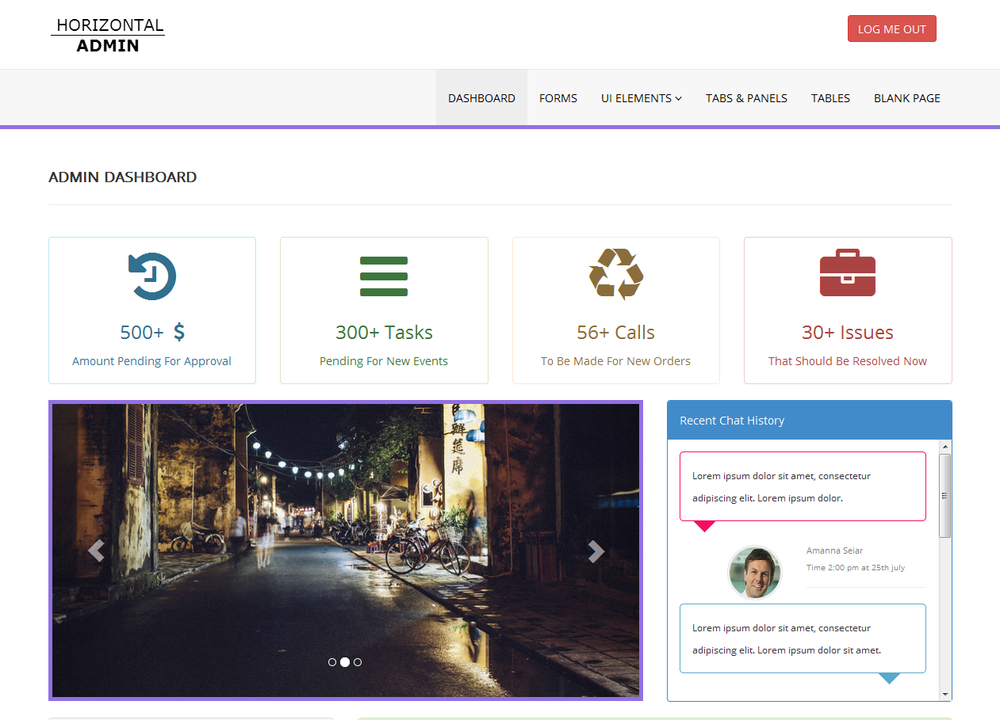 HORIZONTAL
ADMIN
LOG ME OUT
DASHBOARD FORMS UI ELEMENTS TABS & PANELS TABLES BLANK PAGE
ADMIN DASHBOARD
500+ $
Amount Pending For Approval
300+ Tasks
Pending For New Events
56+ Calls
To Be Made For New Orders
30+ Issues
That Should Be Resolved Now
Recent Chat History
Lorem ipsum dolor sit amet, consectetur
adipiscing elit. Lorem ipsum dolor.
Amanna Seiar
Time 2:00 pm at 25th july
Lorem ipsum dolor sit amet, consectetur
adipiscing elit. Lorem ipsum dolor sit amet.